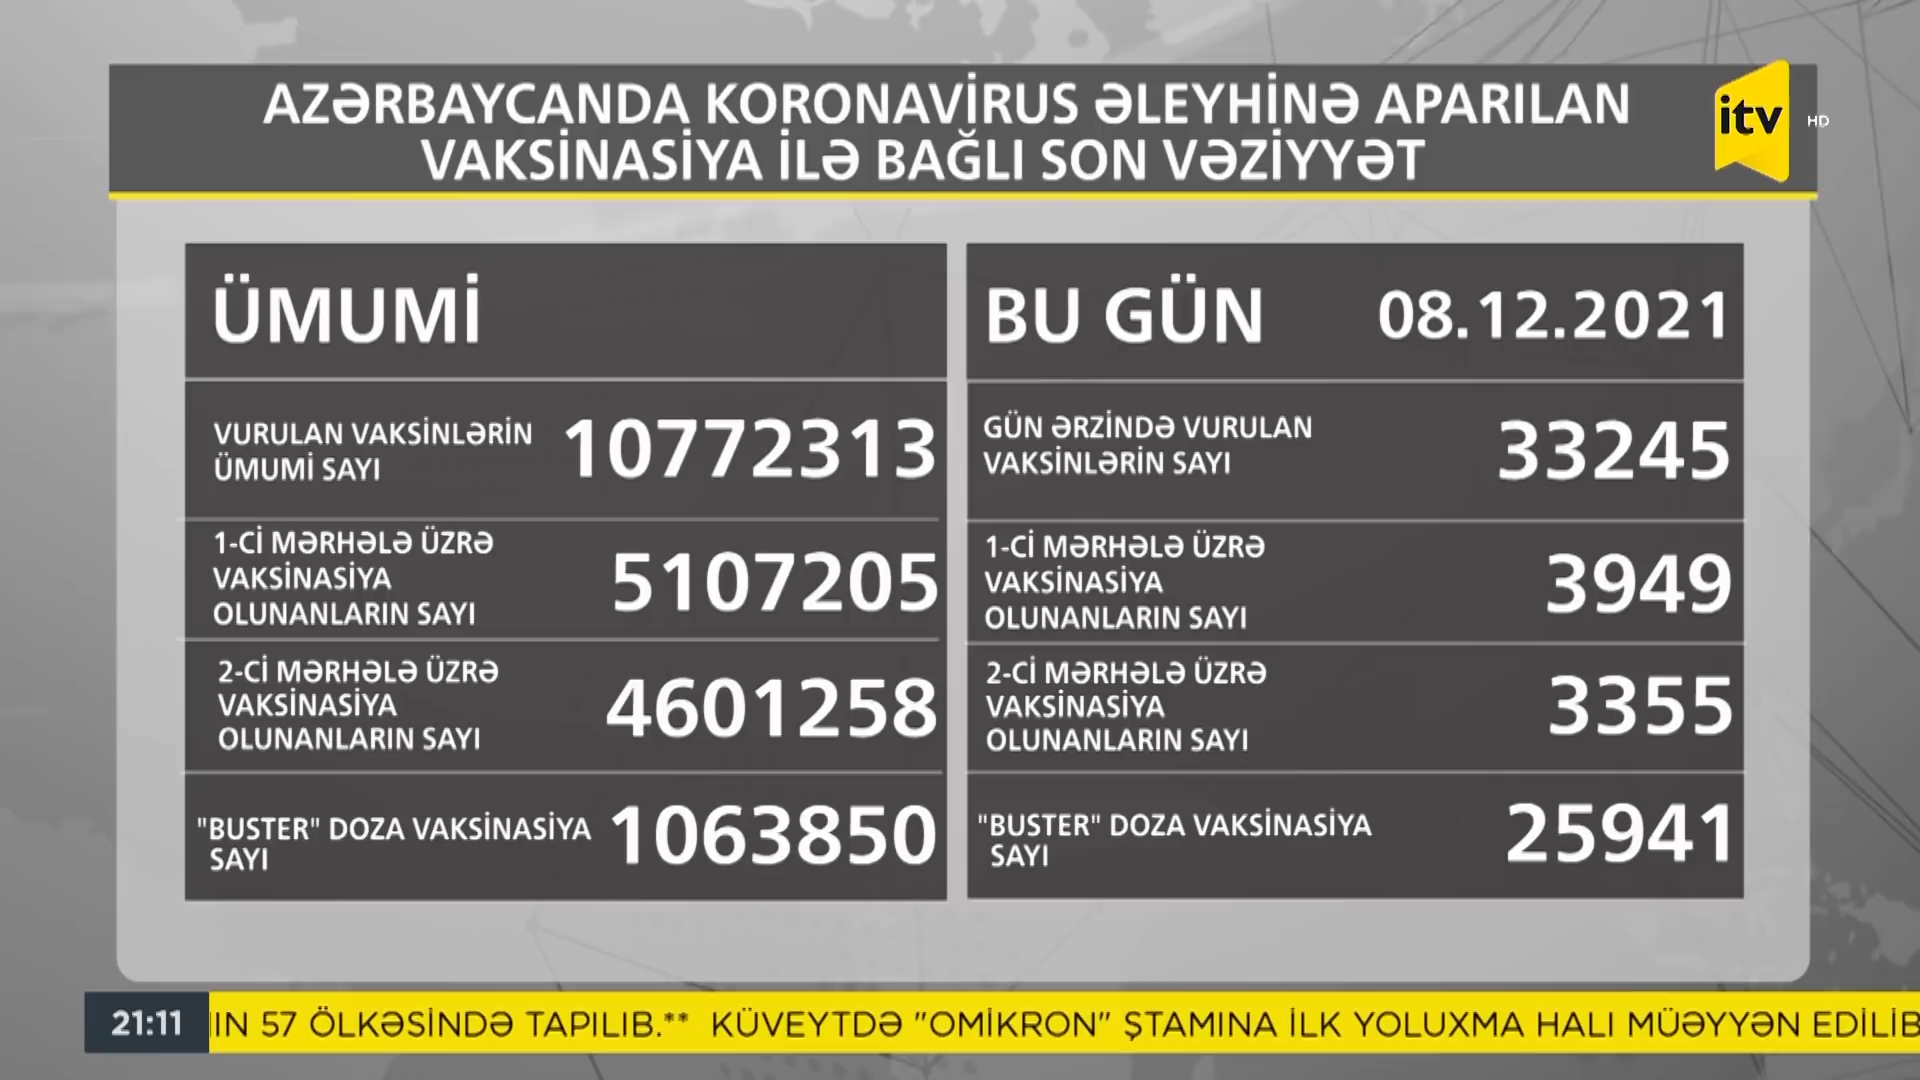 AZƏRBAYCANDA KORONAVİRUS ƏLEYHİNƏ APARILAN
VAKSİNASİYA İLƏ BAĞLI SON VƏZİYYƏT
itv HD
ÜMUMİ
VURULAN VAKSİNLƏRİN
ÜMUMİ SAYI
10772313
1-Cİ MƏRHƏLƏ ÜZRƏ
VAKSİNASİYA
OLUNANLARIN SAYI
5107205
2-Cİ MƏRHƏLƏ ÜZRƏ
VAKSİNASİYA
OLUNANLARIN SAYI
4601258
"BUSTER" DOZA VAKSİNASİYA
SAYI
1063850
BU GÜN 08.12.2021
GÜN ƏRZİNDƏ VURULAN
VAKSİNLƏRİN SAYI
33245
1-Cİ MƏRHƏLƏ ÜZRƏ
VAKSİNASİYA
OLUNANLARIN SAYI
3949
2-Cİ MƏRHƏLƏ ÜZRƏ
VAKSİNASİYA
OLUNANLARIN SAYI
3355
"BUSTER" DOZA VAKSİNASİYA
SAYI
25941
21:11 IN 57 ÖLKƏSİNDƏ TAPILIB.** KÜVEYTDƏ "OMİKRON" ŞTAMINA İLK YOLUXMA HALI MÜƏYYƏN EDİLİB